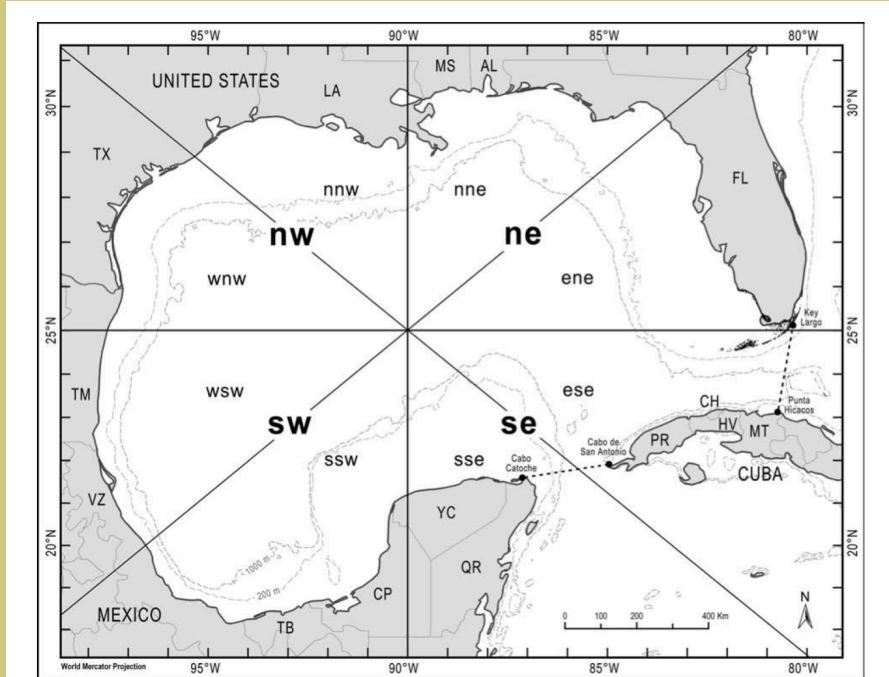 95°W 90°W 85°W 80°W
MS AL
UNITED STATES
LA
30°N 30°N
TX
FL
nnw nne
nw ne
wnw ene
Key
Largo
25°N 25°N
wsw ese
TM
CH
Punta
Hicacos
sw se
HV
MT
PR
Cabo de
San Antonio
ssw sse
Cabo
Catoche
CUBA
VZ
YC
20°N 20°N
1000 m
200 m
QR
CP
MEXICO
TB
N
0 100 200 400 Km
World Mercator Projection
95°W 90°W 85°W 80°W